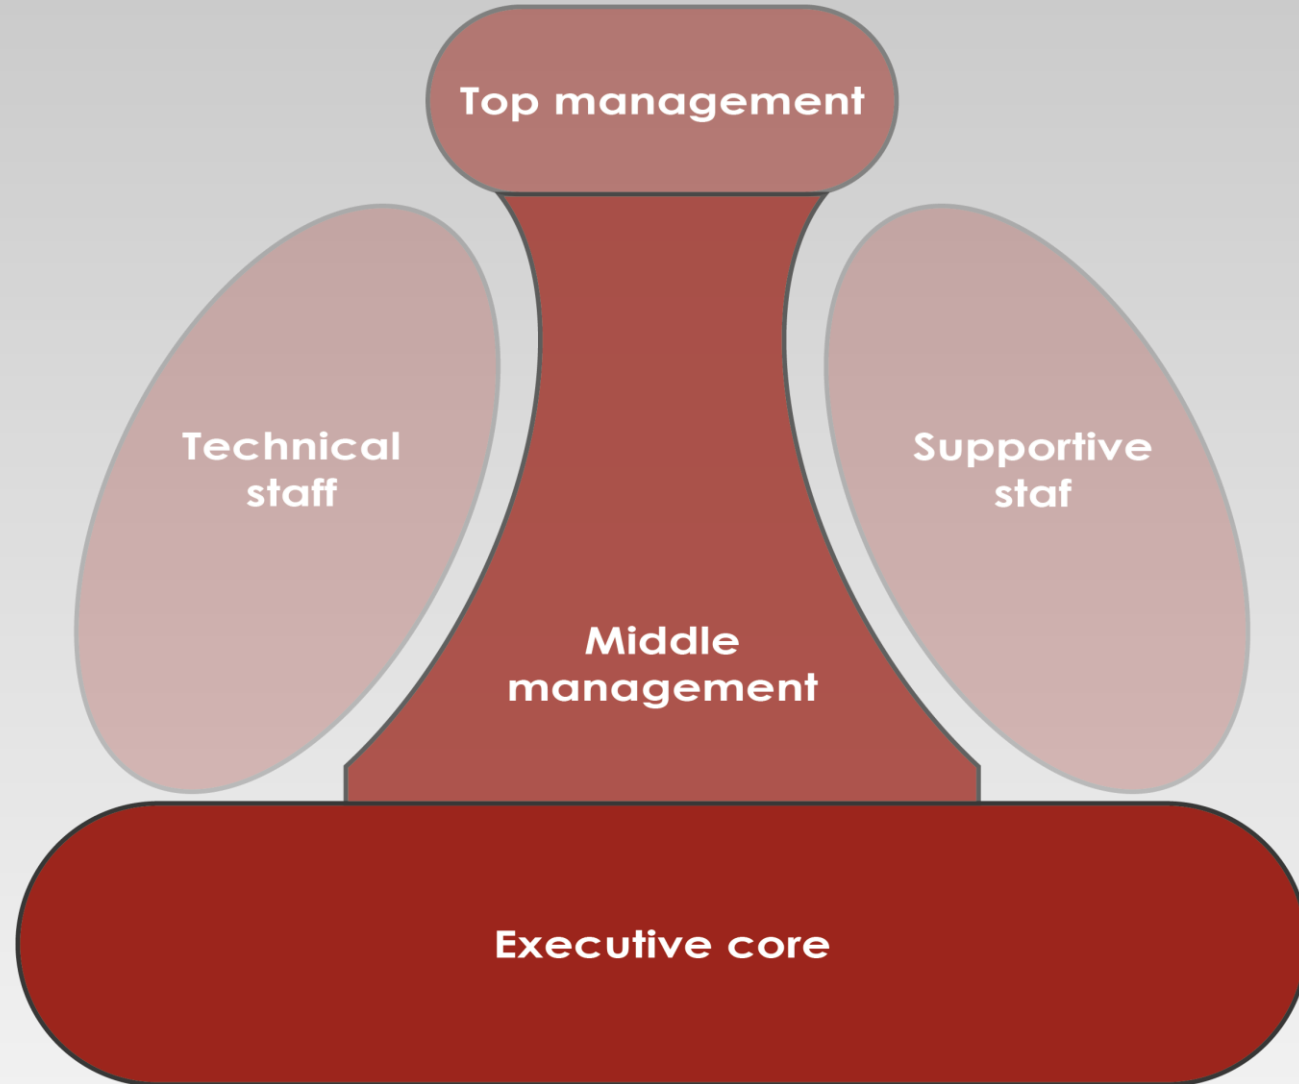 Top management
Technical
staff
Supportive
staf
Middle
management
Executive core